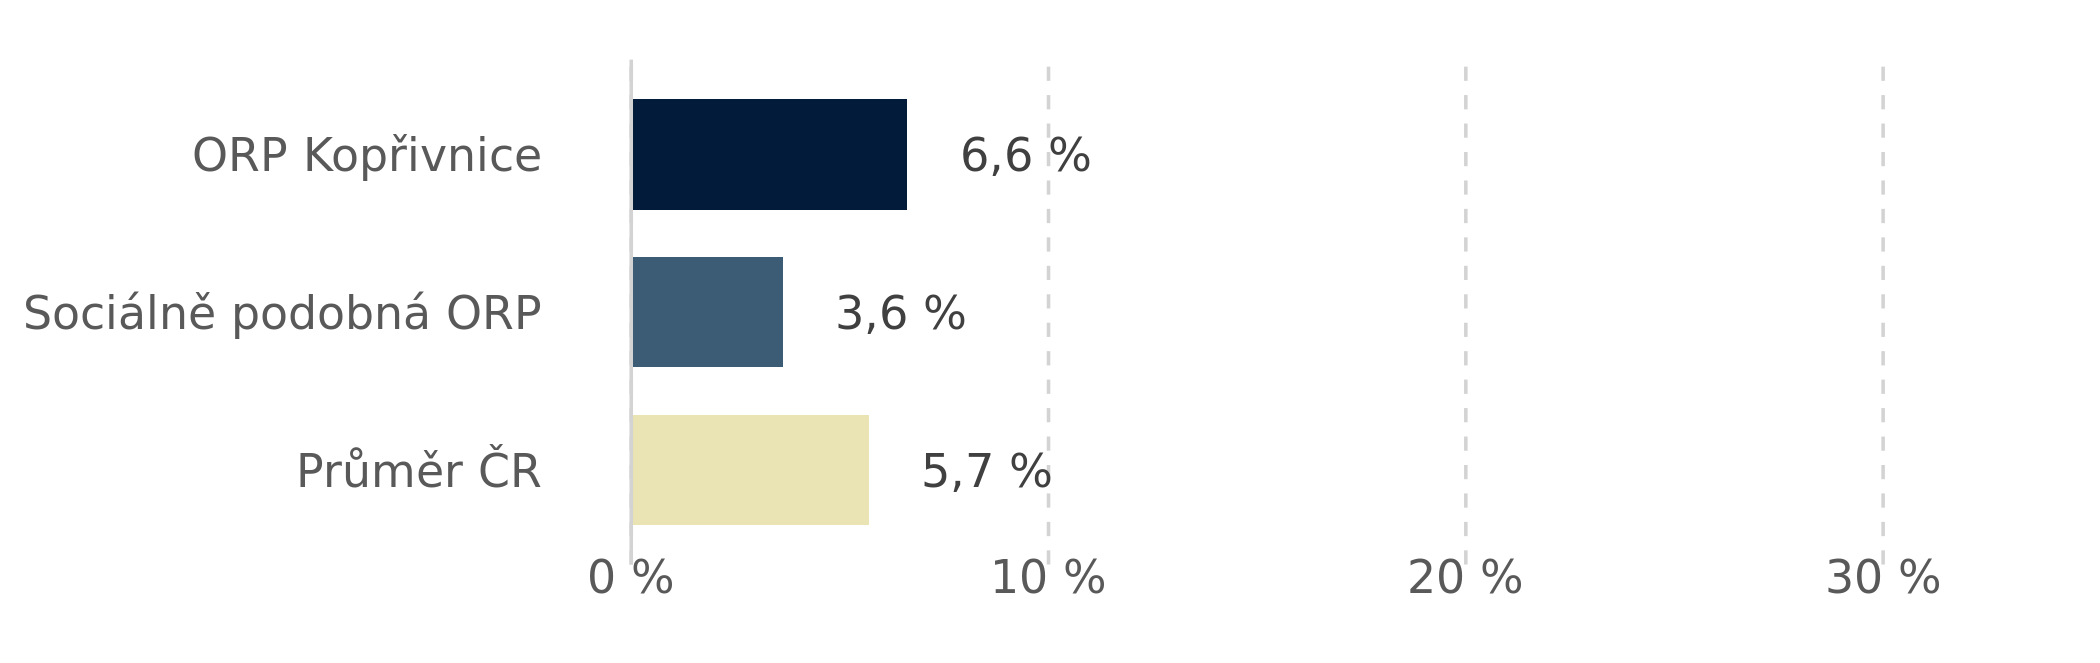 ORP Kopřivnice
6,6 %
Sociálně podobná ORP
3,6 %
Průměr ČR
5,7 %
0 %
10 %
20 %
30 %